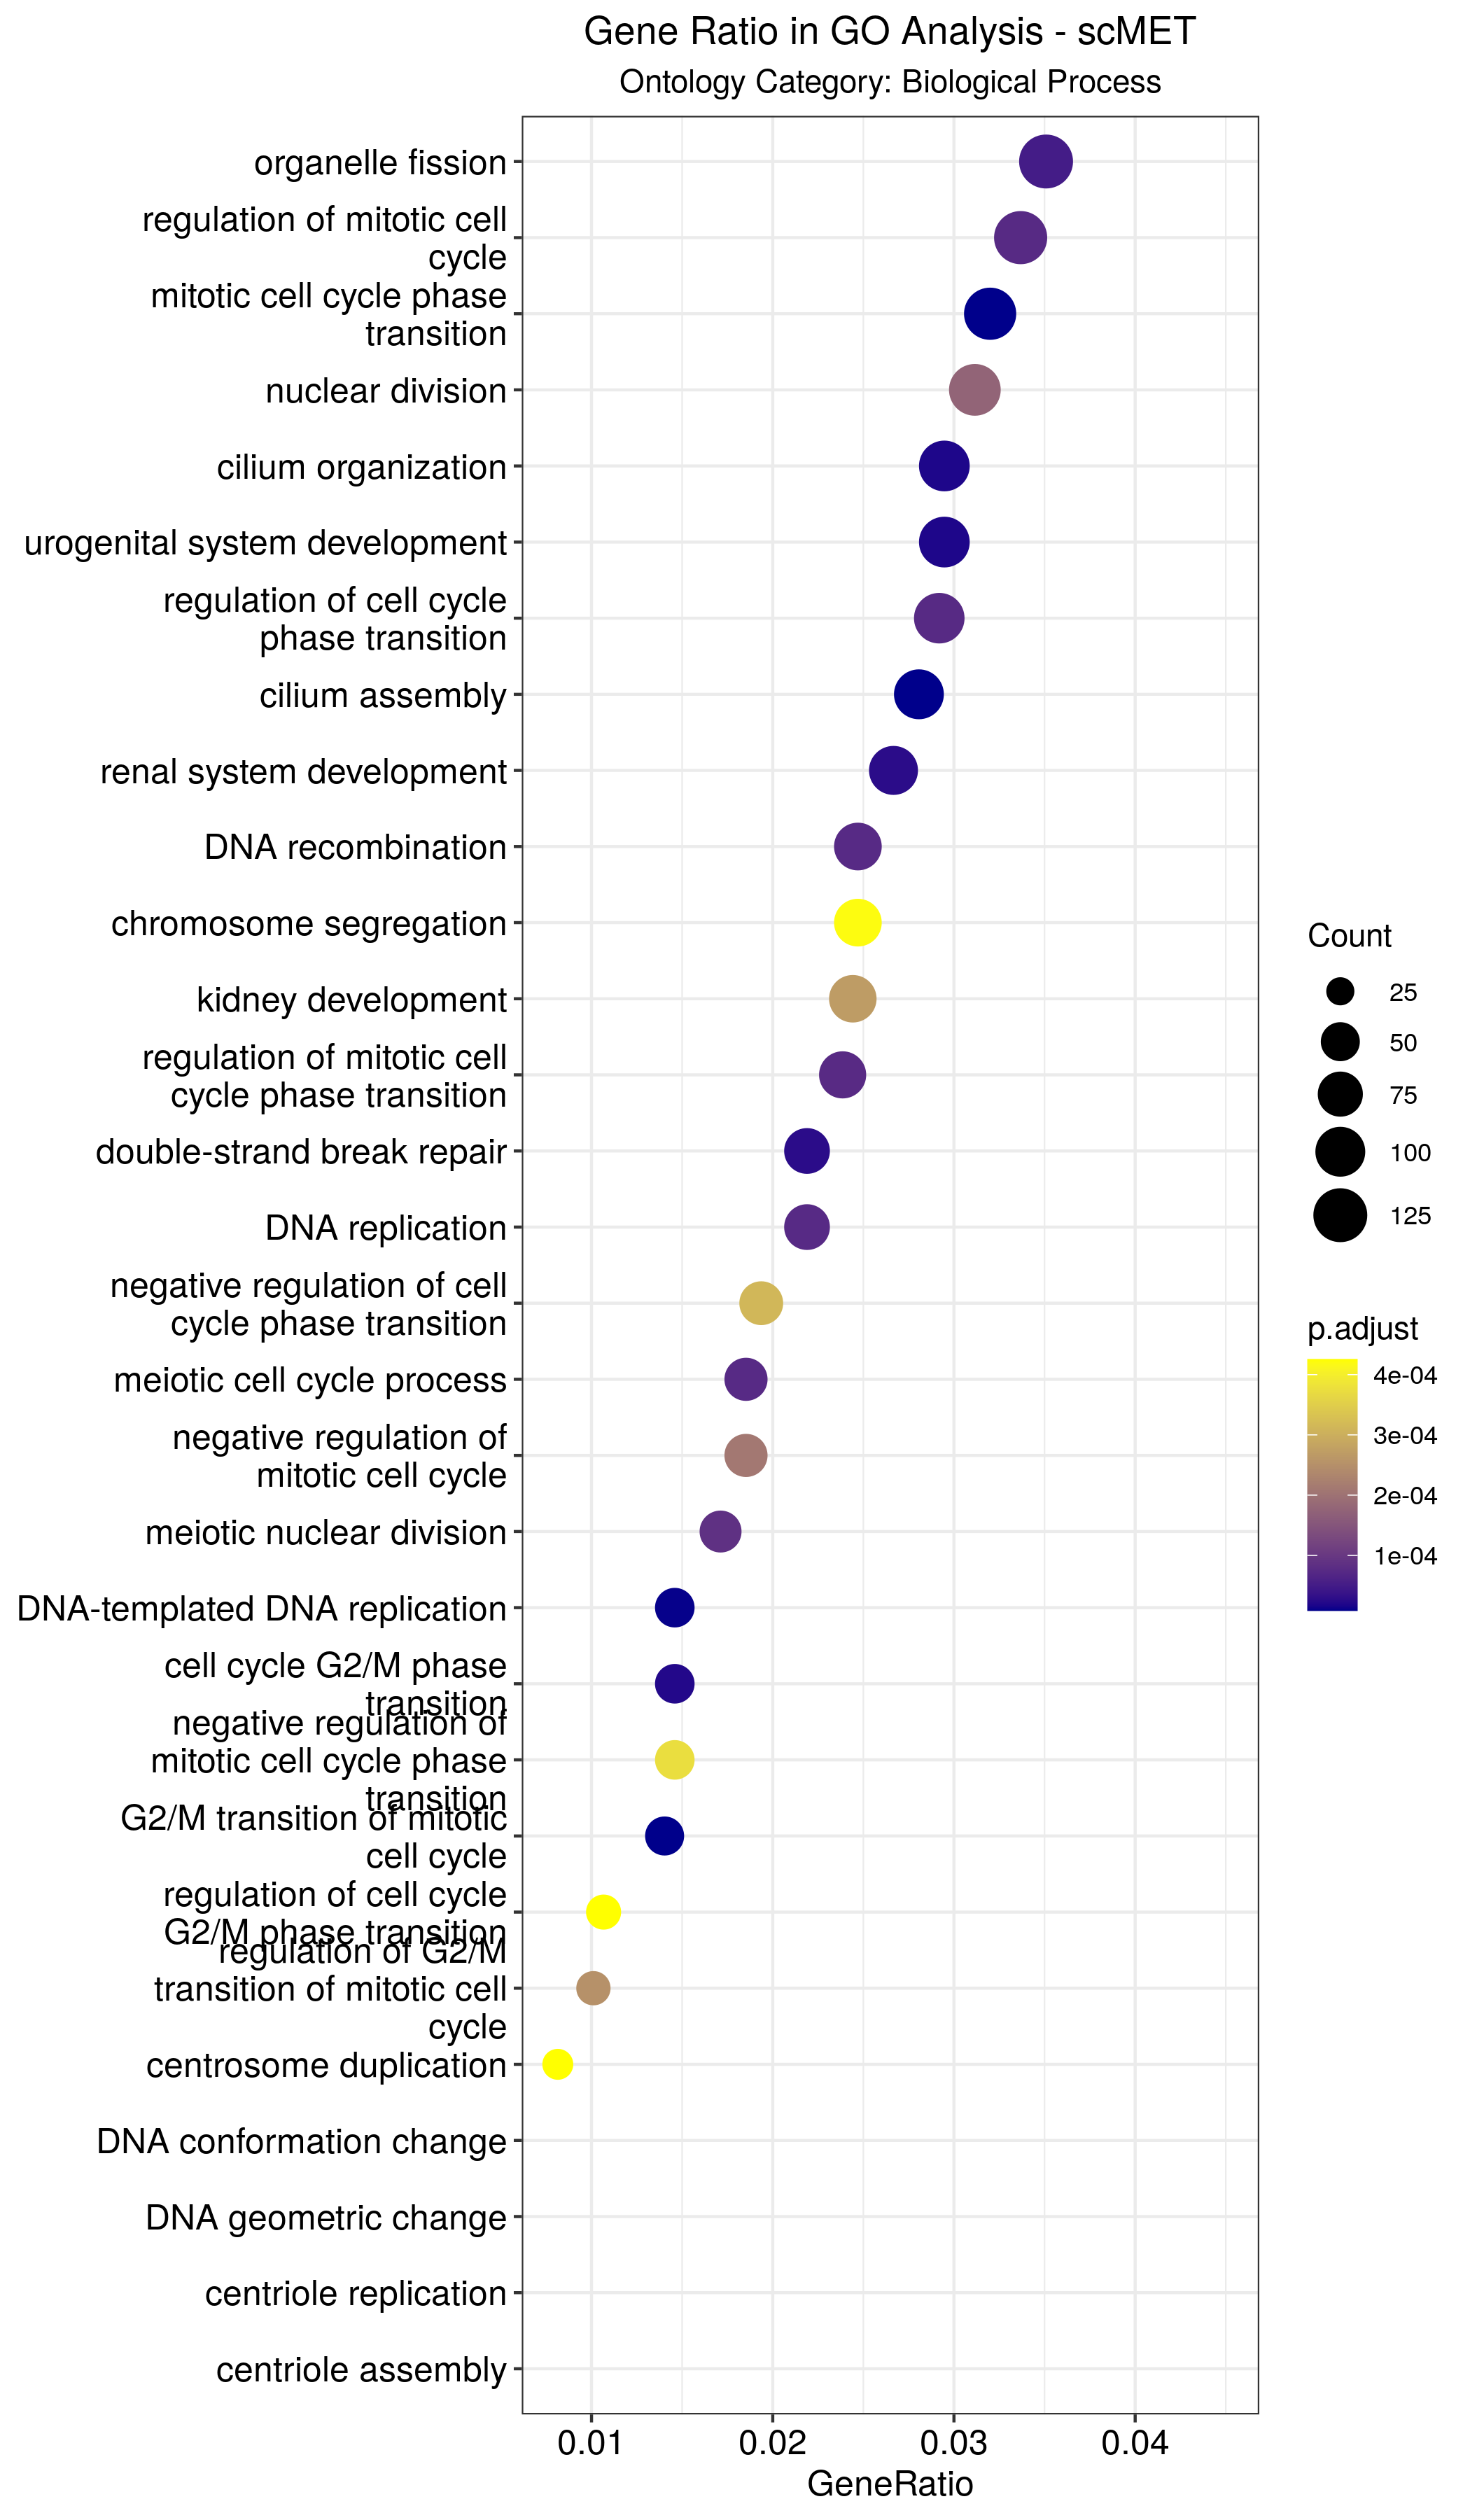 Gene Ratio in GO Analysis - scMET
Ontology Category: Biological Process
organelle fission
regulation of mitotic cell
cycle
mitotic cell cycle phase
transition
nuclear division
cilium organization
urogenital system development
regulation of cell cycle
phase transition
cilium assembly
renal system development
DNA recombination
chromosome segregation
kidney development
regulation of mitotic cell
cycle phase transition
double-strand break repair
DNA replication
negative regulation of cell
cycle phase transition
meiotic cell cycle process
negative regulation of
mitotic cell cycle
meiotic nuclear division
DNA-templated DNA replication
cell cycle G2/M phase
transition
negative regulation of
mitotic cell cycle phase
transition
G2/M transition of mitotic
cell cycle
regulation of cell cycle
G2/M phase transition
regulation of G2/M
transition of mitotic cell
cycle
centrosome duplication
DNA conformation change
DNA geometric change
centriole replication
centriole assembly
0.01
0.02
0.03
0.04
GeneRatio
Count
25
50
75
100
125
p.adjust
4e-04
3e-04
2e-04
1e-04